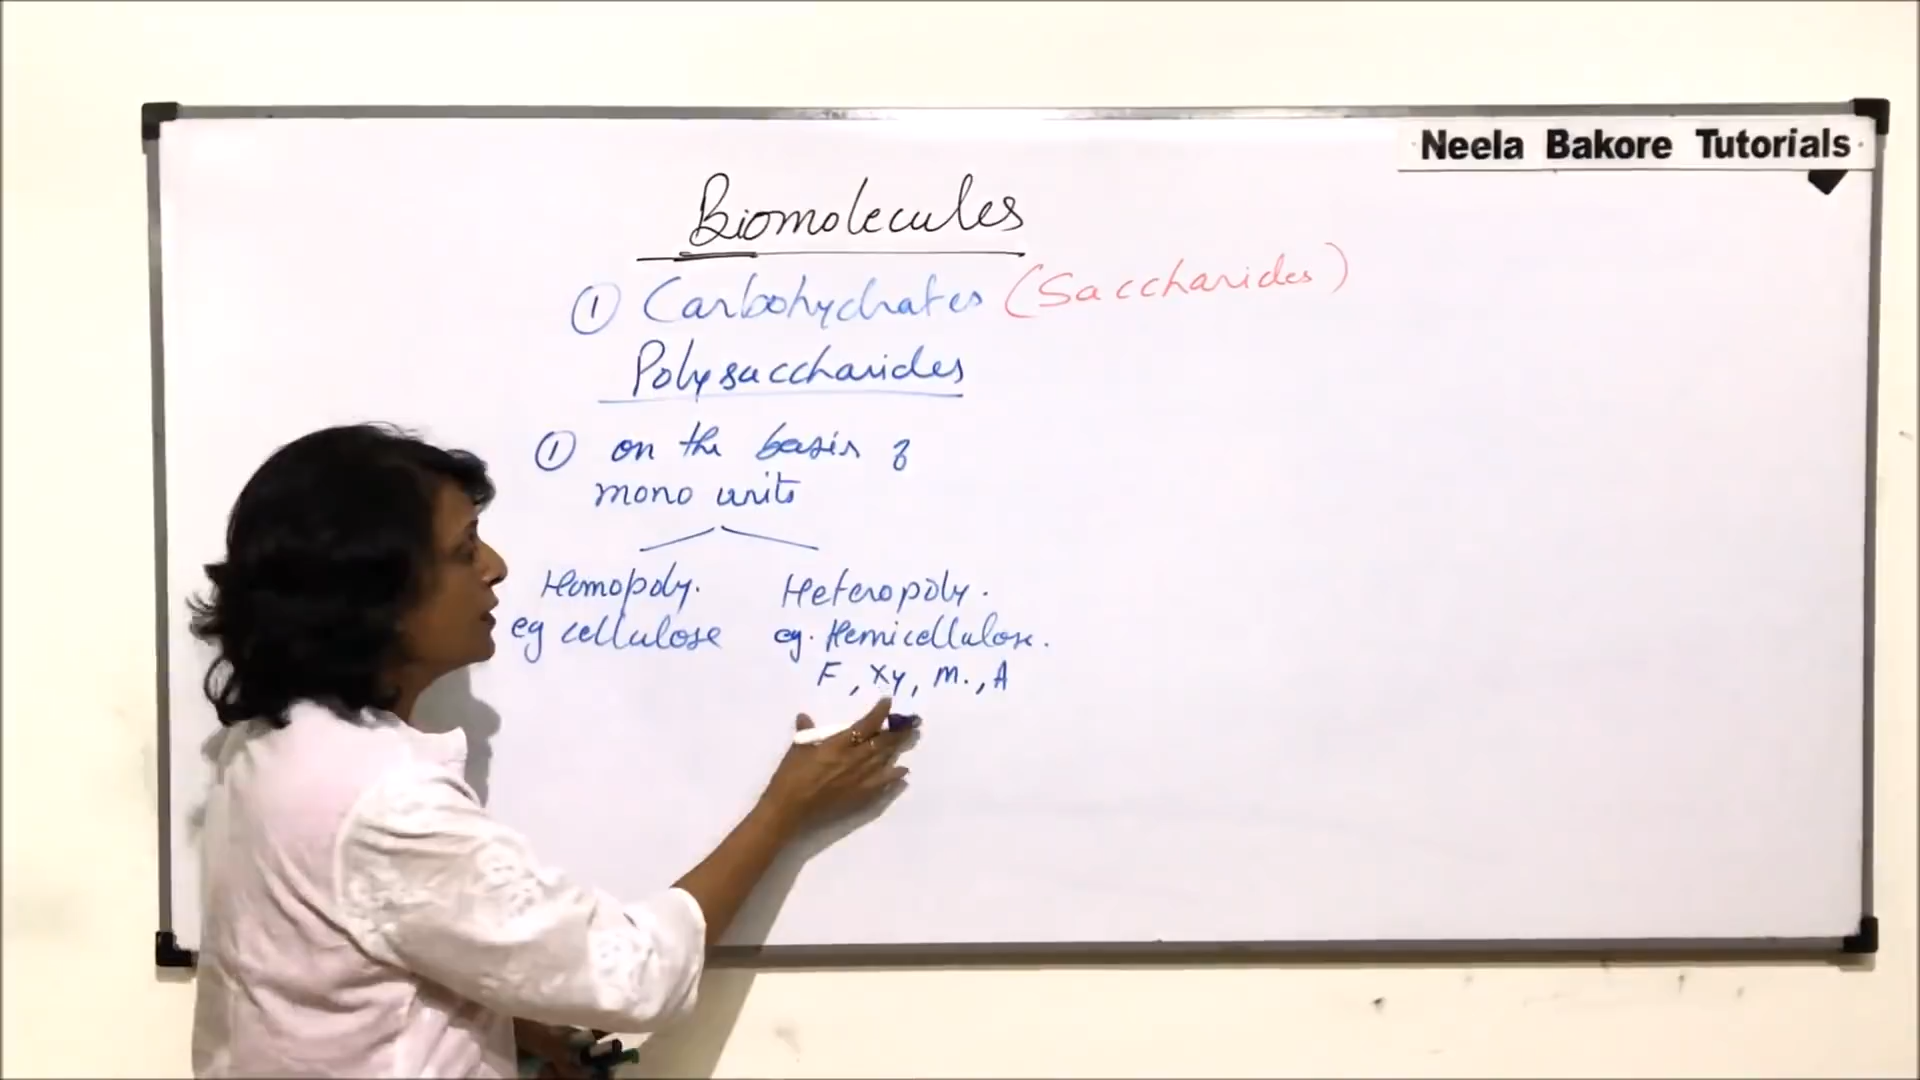 Neela Bakore Tutorials
Biomolecules
① Carbohydrates (Saccharides)
Polysaccharides
① on the basis of
mono units
Homopoly. Heteropoly.
eg cellulose eg. Hemicellulose.
F, Xy, M., A